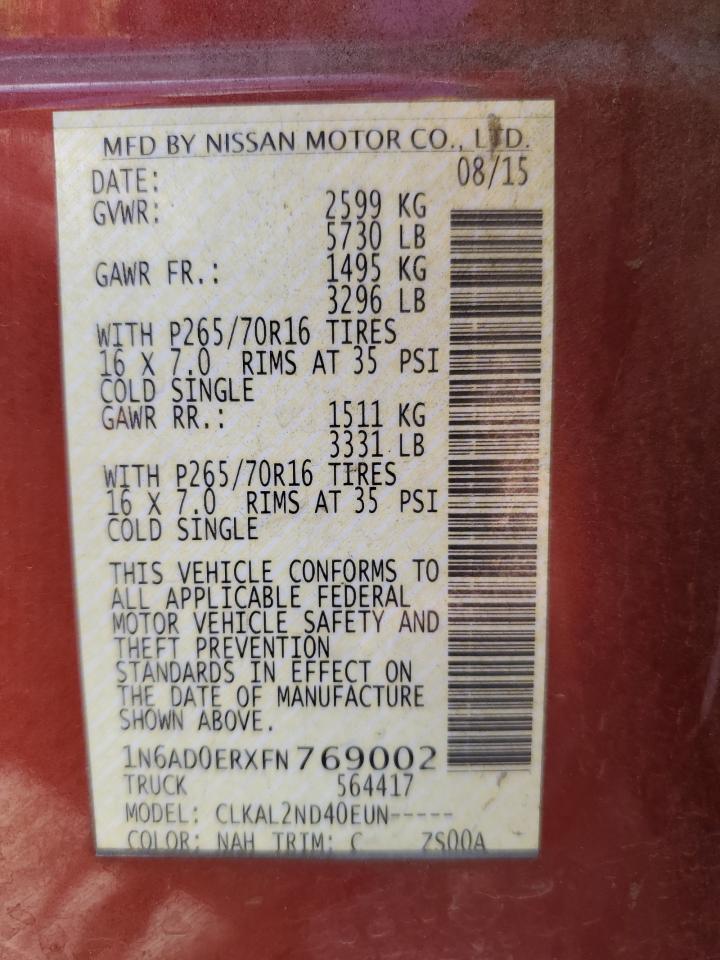 MFD BY NISSAN MOTOR CO., LTD.
DATE: 08/15
GVWR: 2599 KG
5730 LB
GAWR FR.: 1495 KG
3296 LB
WITH P265/70R16 TIRES
16 X 7.0 RIMS AT 35 PSI
COLD SINGLE
GAWR RR.: 1511 KG
3331 LB
WITH P265/70R16 TIRES
16 X 7.0 RIMS AT 35 PSI
COLD SINGLE
THIS VEHICLE CONFORMS TO
ALL APPLICABLE FEDERAL
MOTOR VEHICLE SAFETY AND
THEFT PREVENTION
STANDARDS IN EFFECT ON
THE DATE OF MANUFACTURE
SHOWN ABOVE.
1N6AD0ERXFN769002
TRUCK 564417
MODEL: CLKAL2ND40EUN-----
COLOR: NAH TRIM: C ZS00A